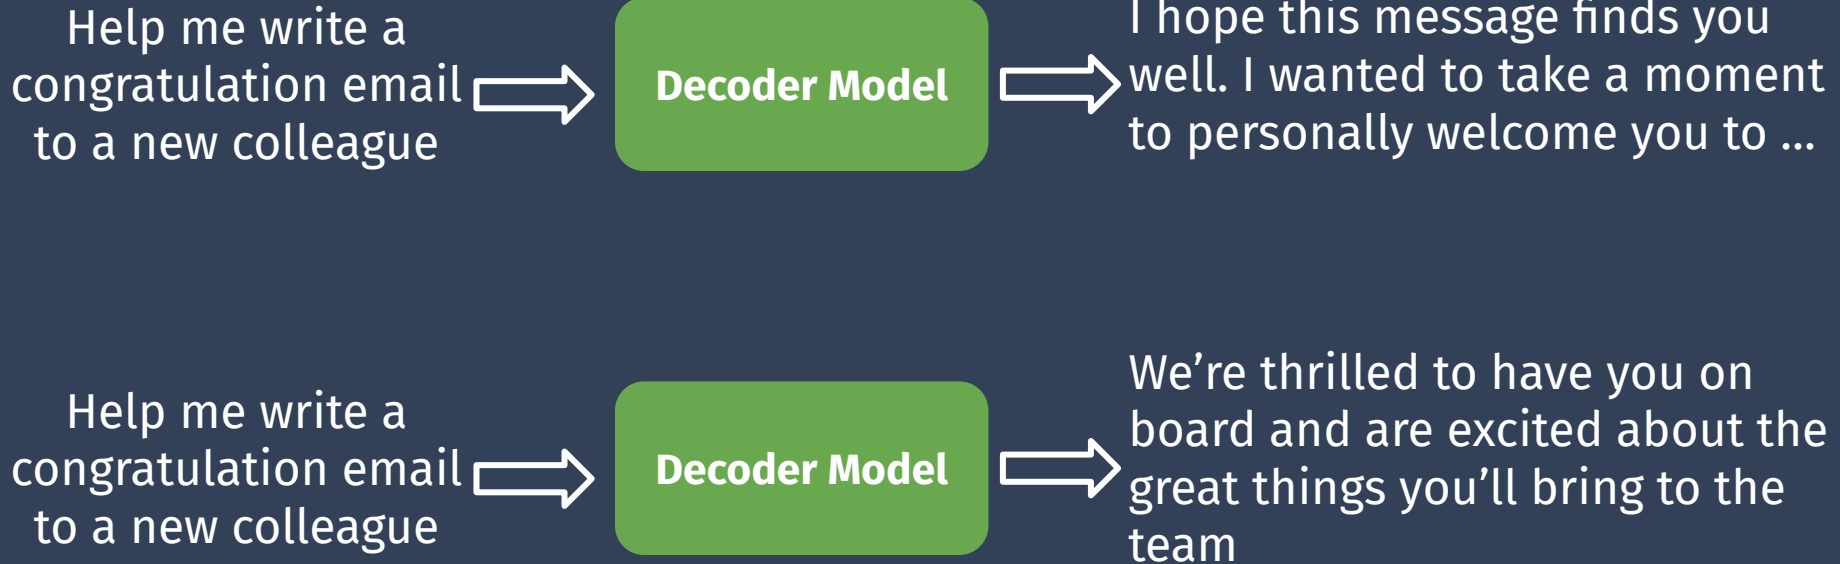 Help me write a
congratulation email
to a new colleague
Decoder Model
I hope this message finds you
well. I wanted to take a moment
to personally welcome you to ...
Help me write a
congratulation email
to a new colleague
Decoder Model
We’re thrilled to have you on
board and are excited about the
great things you’ll bring to the
team